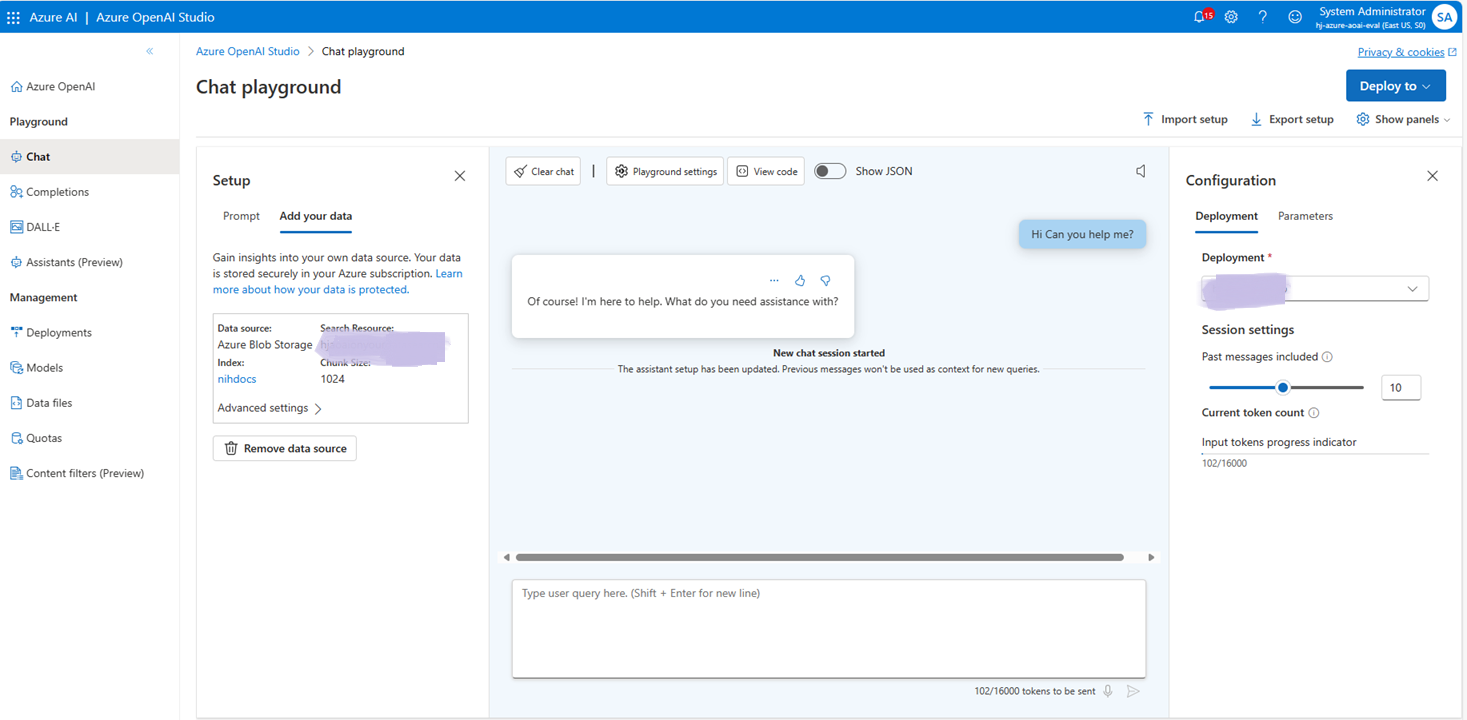 Azure AI | Azure OpenAI Studio
15
System Administrator
hj-azure-aoai-eval (East US, S0)
SA
Azure OpenAI Studio > Chat playground
Privacy & cookies
Chat playground
Deploy to
Import setup
Export setup
Show panels
Azure OpenAI
Playground
Chat
Completions
DALL-E
Assistants (Preview)
Management
Deployments
Models
Data files
Quotas
Content filters (Preview)
Setup
Prompt
Add your data
Gain insights into your own data source. Your data
is stored securely in your Azure subscription. Learn
more about how your data is protected.
Data source:
Search Resource:
Azure Blob Storage
Index:
Chunk Size:
nihdocs
1024
Advanced settings
Remove data source
Clear chat
|
Playground settings
View code
Show JSON
Hi Can you help me?
Of course! I'm here to help. What do you need assistance with?
New chat session started
The assistant setup has been updated. Previous messages won't be used as context for new queries.
Type user query here. (Shift + Enter for new line)
102/16000 tokens to be sent
Configuration
Deployment
Parameters
Deployment *
Session settings
Past messages included
10
Current token count
Input tokens progress indicator
102/16000